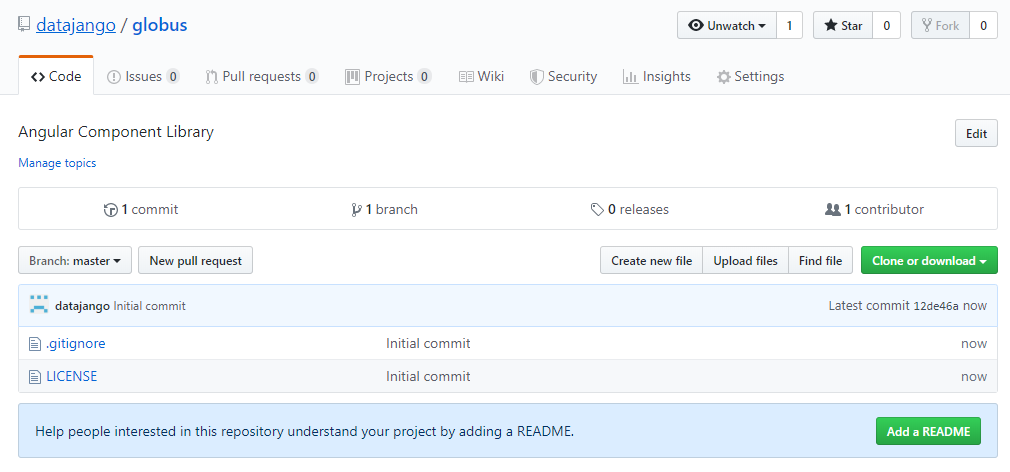 datajango / globus Unwatch 1 Star 0 Fork 0
Code Issues 0 Pull requests 0 Projects 0 Wiki Security Insights Settings
Angular Component Library Edit
Manage topics
1 commit 1 branch 0 releases 1 contributor
Branch: master New pull request Create new file Upload files Find file Clone or download
datajango Initial commit Latest commit 12de46a now
.gitignore Initial commit now
LICENSE Initial commit now
Help people interested in this repository understand your project by adding a README. Add a README